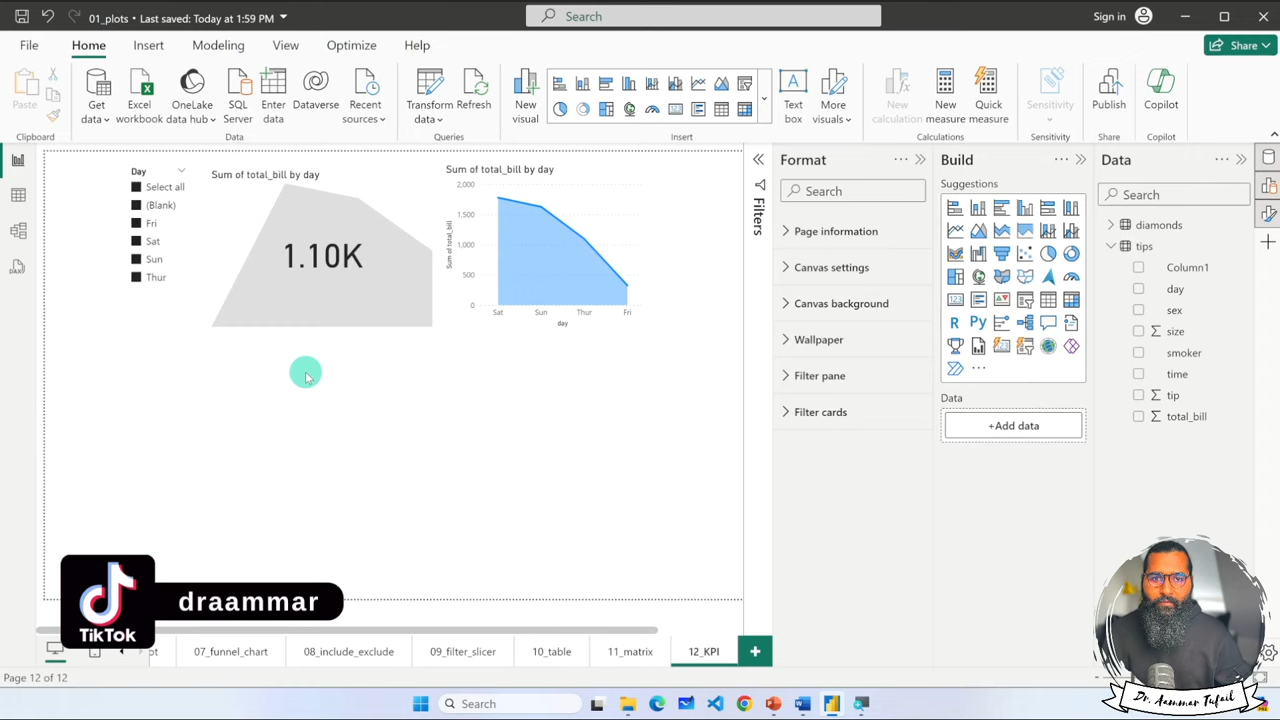 01_plots • Last saved: Today at 1:59 PM
Search
Sign in
File
Home
Insert
Modeling
View
Optimize
Help
Share
Paste
Get data
Excel workbook
OneLake data hub
SQL Server
Enter data
Dataverse
Recent sources
Transform data
Refresh
New visual
Text box
More visuals
New calculation
New measure
Quick measure
Sensitivity
Publish
Copilot
Clipboard
Data
Queries
Insert
Calculations
Sensitivity
Share
Copilot
Day
Select all
(Blank)
Fri
Sat
Sun
Thur
Sum of total_bill by day
1.10K
Sum of total_bill by day
Sum of total_bill
2,000
1,500
1,000
500
0
Sat
Sun
Thur
Fri
day
Filters
Format
Search
Page information
Canvas settings
Canvas background
Wallpaper
Filter pane
Filter cards
Build
Suggestions
R
Py
123
Data
+Add data
Data
Search
diamonds
tips
Column1
day
sex
Σ size
smoker
time
Σ tip
Σ total_bill
TikTok
draammar
ot
07_funnel_chart
08_include_exclude
09_filter_slicer
10_table
11_matrix
12_KPI
Page 12 of 12
Search
Dr. Aammar Tufail